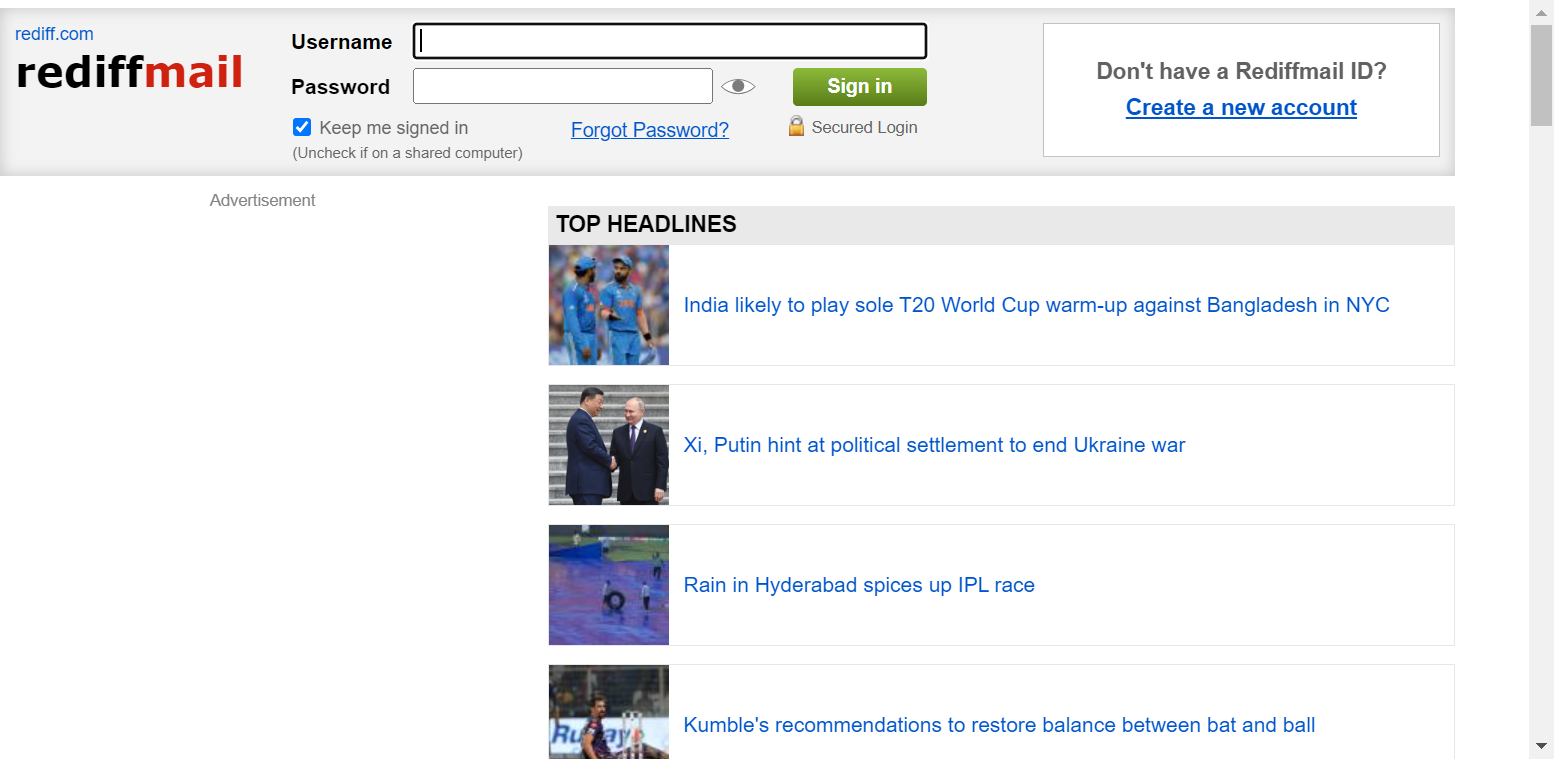 rediff.com
rediffmail
Username
Password
Sign in
Keep me signed in
(Uncheck if on a shared computer)
Forgot Password?
Secured Login
Don't have a Rediffmail ID?
Create a new account
Advertisement
TOP HEADLINES
India likely to play sole T20 World Cup warm-up against Bangladesh in NYC
Xi, Putin hint at political settlement to end Ukraine war
Rain in Hyderabad spices up IPL race
Kumble's recommendations to restore balance between bat and ball